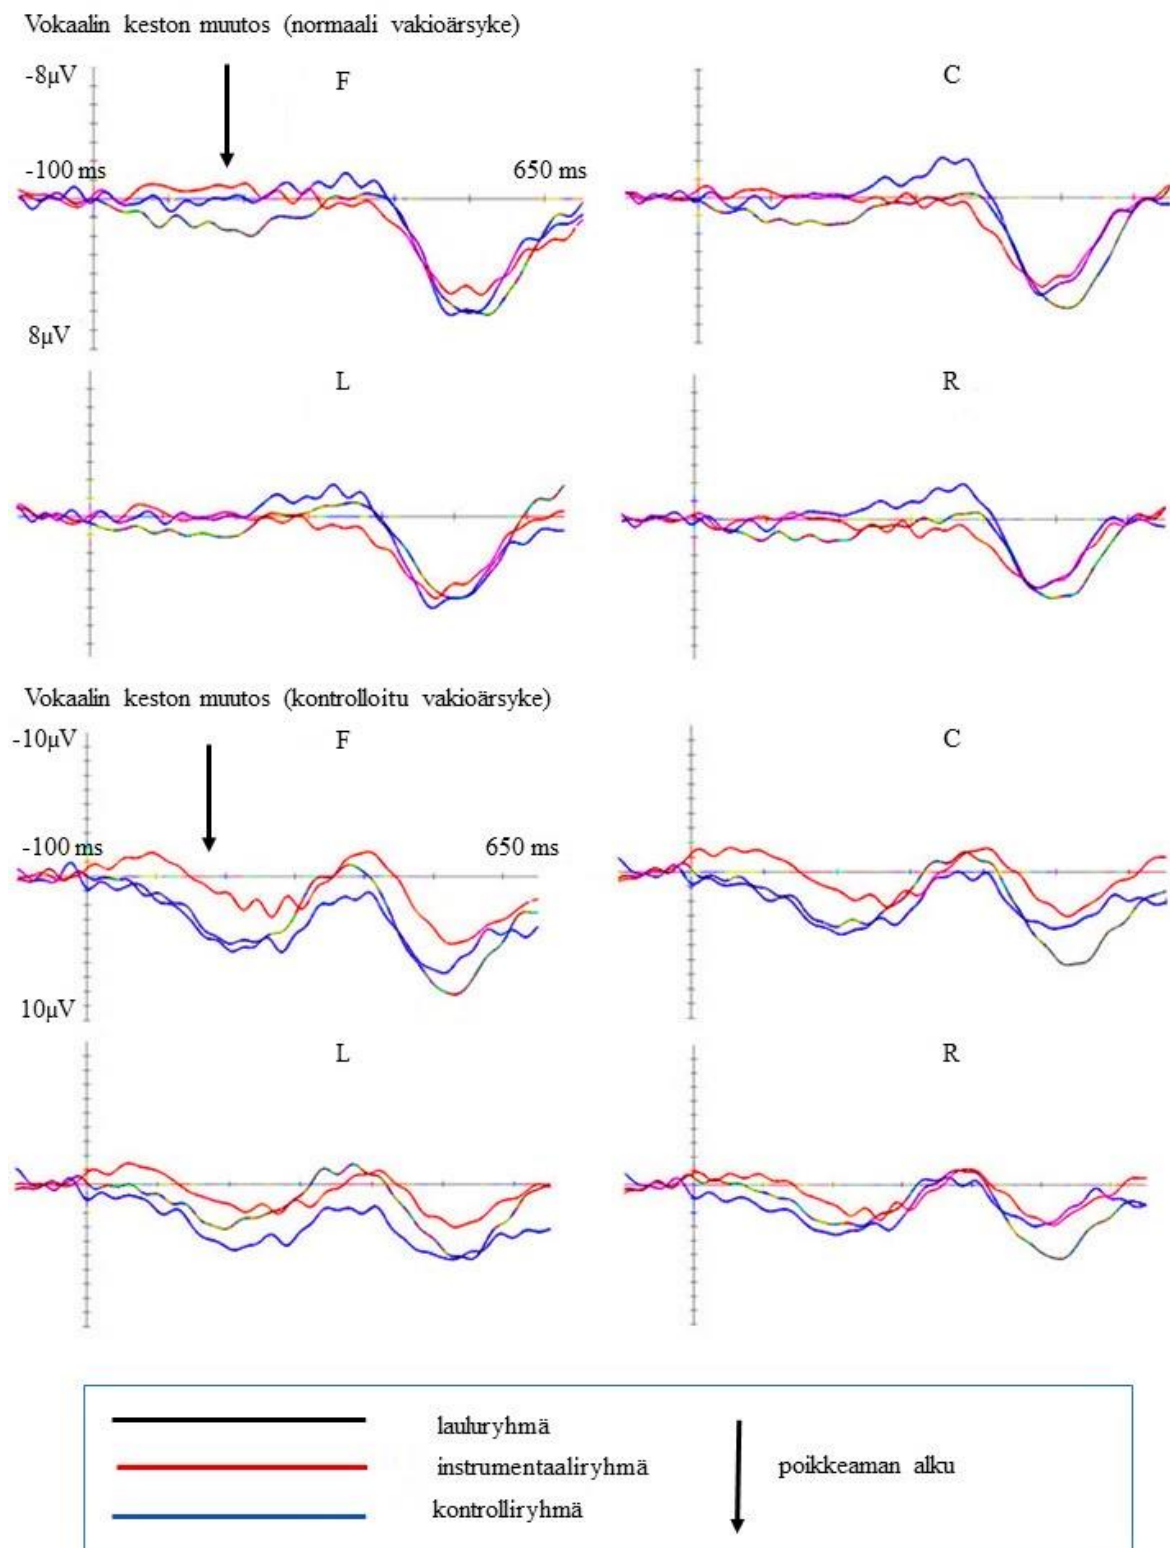 Vokaalin keston muutos (normaali vakioärsyke)
-8µV
F
C
-100 ms
650 ms
8µV
L
R
Vokaalin keston muutos (kontrolloitu vakioärsyke)
-10µV
F
C
-100 ms
650 ms
10µV
L
R
lauluryhmä
instrumentaaliryhmä
poikkeaman alku
kontrolliryhmä